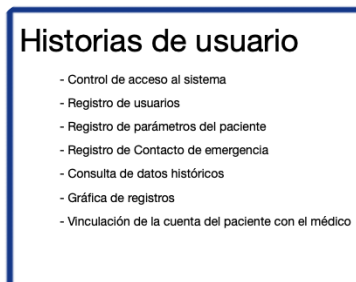 Historias de usuario
- Control de acceso al sistema
- Registro de usuarios
- Registro de parámetros del paciente
- Registro de Contacto de emergencia
- Consulta de datos históricos
- Gráfica de registros
- Vinculación de la cuenta del paciente con el médico